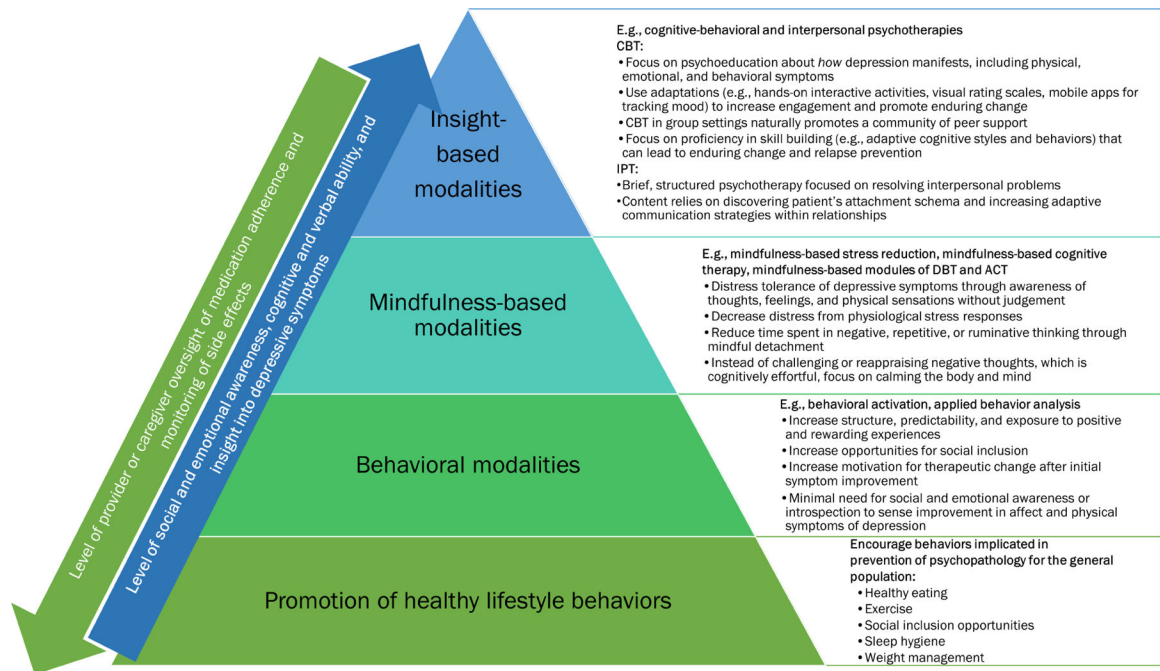 Level of provider or caregiver oversight of medication adherence and
monitoring of side effects
Level of social and emotional awareness, cognitive and verbal ability, and
insight into depressive symptoms
Insight-
based
modalities
E.g., cognitive-behavioral and interpersonal psychotherapies
CBT:
•Focus on psychoeducation about how depression manifests, including physical,
emotional, and behavioral symptoms
•Use adaptations (e.g., hands-on interactive activities, visual rating scales, mobile apps for
tracking mood) to increase engagement and promote enduring change
•CBT in group settings naturally promotes a community of peer support
•Focus on proficiency in skill building (e.g., adaptive cognitive styles and behaviors) that
can lead to enduring change and relapse prevention
IPT:
•Brief, structured psychotherapy focused on resolving interpersonal problems
•Content relies on discovering patient's attachment schema and increasing adaptive
communication strategies within relationships
Mindfulness-based
modalities
E.g., mindfulness-based stress reduction, mindfulness-based cognitive
therapy, mindfulness-based modules of DBT and ACT
•Distress tolerance of depressive symptoms through awareness of
thoughts, feelings, and physical sensations without judgement
•Decrease distress from physiological stress responses
•Reduce time spent in negative, repetitive, or ruminative thinking through
mindful detachment
•Instead of challenging or reappraising negative thoughts, which is
cognitively effortful, focus on calming the body and mind
Behavioral modalities
E.g., behavioral activation, applied behavior analysis
•Increase structure, predictability, and exposure to positive
and rewarding experiences
•Increase opportunities for social inclusion
•Increase motivation for therapeutic change after initial
symptom improvement
•Minimal need for social and emotional awareness or
introspection to sense improvement in affect and physical
symptoms of depression
Promotion of healthy lifestyle behaviors
Encourage behaviors implicated in
prevention of psychopathology for the general
population:
•Healthy eating
•Exercise
•Social inclusion opportunities
•Sleep hygiene
•Weight management